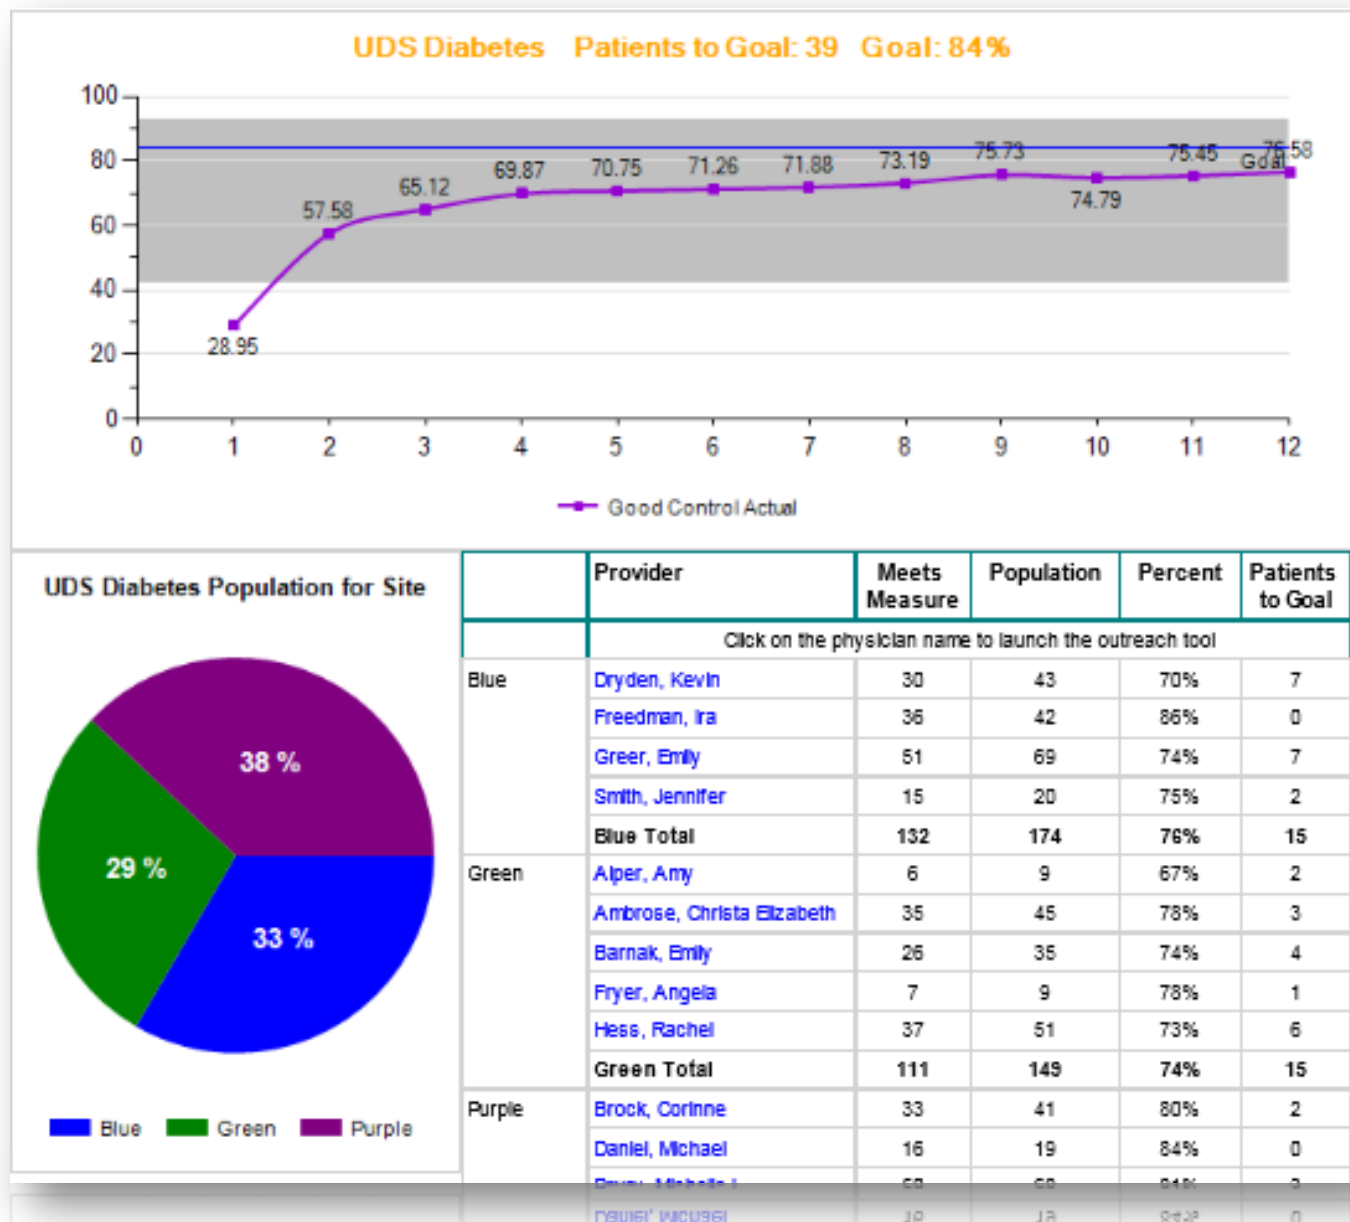 UDS Diabetes Patients to Goal: 39 Goal: 84%
100
80
60
40
20
0
28.95
57.58
65.12
69.87
70.75
71.26
71.88
73.19
75.73
74.79
75.45
76.58
Goal
0 1 2 3 4 5 6 7 8 9 10 11 12
Good Control Actual
UDS Diabetes Population for Site
38 %
29 %
33 %
Blue Green Purple
Provider Meets Measure Population Percent Patients to Goal
Click on the physician name to launch the outreach tool
Blue Dryden, Kevin 30 43 70% 7
Freedman, Ira 36 42 86% 0
Greer, Emily 51 69 74% 7
Smith, Jennifer 15 20 75% 2
Blue Total 132 174 76% 15
Green Alper, Amy 6 9 67% 2
Ambrose, Christa Elizabeth 35 45 78% 3
Barnak, Emily 26 35 74% 4
Fryer, Angela 7 9 78% 1
Hess, Rachel 37 51 73% 6
Green Total 111 149 74% 15
Purple Brock, Corinne 33 41 80% 2
Daniel, Michael 16 19 84% 0